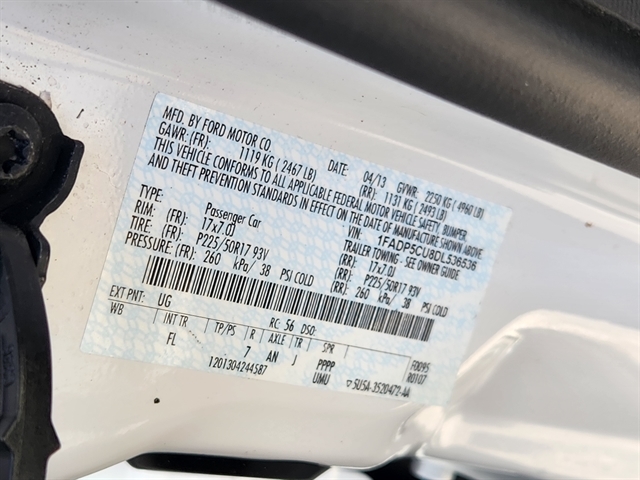 MFD. BY FORD MOTOR CO.
DATE: 04/13 GVWR: 2250 KG ( 4960 LB)
GAWR: (FR): 1119 KG ( 2467 LB) (RR): 1131 KG ( 2493 LB)
THIS VEHICLE CONFORMS TO ALL APPLICABLE FEDERAL MOTOR VEHICLE SAFETY, BUMPER,
AND THEFT PREVENTION STANDARDS IN EFFECT ON THE DATE OF MANUFACTURE SHOWN ABOVE.
VIN: 1FADP5CU8DL536536
TYPE: Passenger Car TRAILER TOWING - SEE OWNER GUIDE
RIM: (FR): 17x7.0J (RR): 17x7.0J
TIRE: (FR): P225/50R17 93V (RR): P225/50R17 93V
PRESSURE: (FR): 260 kPa/ 38 PSI COLD (RR): 260 kPa/ 38 PSI COLD
EXT PNT: UG RC: 56 DSO:
WB INT TR TP/PS R AXLE TR SPR
FL 7 AN J PPPP F0095
1201304244587 UMU R0107
▽ 5U5A-3520472-AA